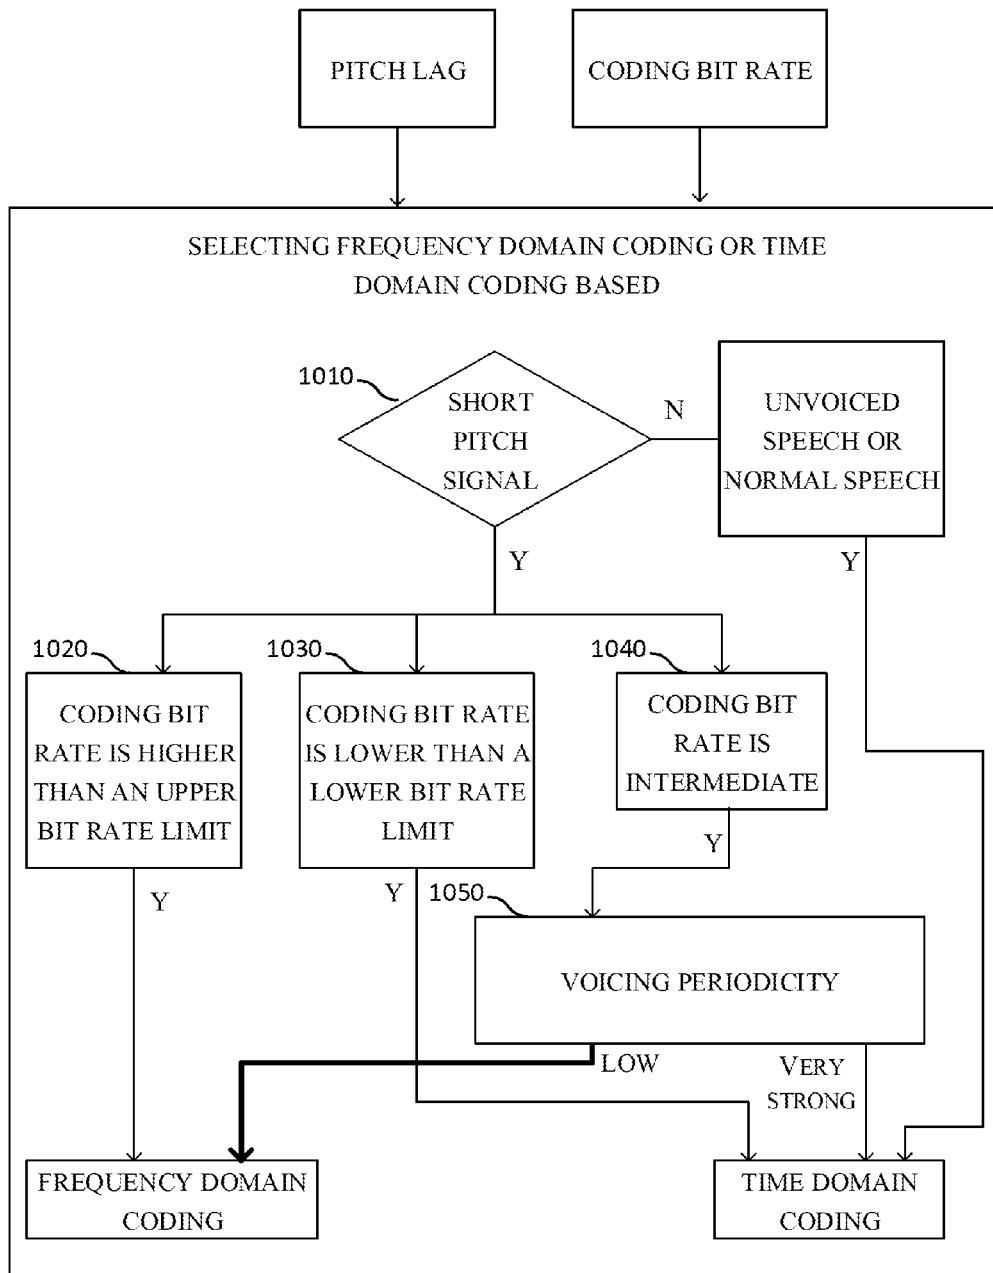 PITCH LAG
CODING BIT RATE
SELECTING FREQUENCY DOMAIN CODING OR TIME
DOMAIN CODING BASED
1010
SHORT
PITCH
SIGNAL
N
UNVOICED
SPEECH OR
NORMAL SPEECH
Y
Y
1020
1030
1040
CODING BIT
RATE IS HIGHER
THAN AN UPPER
BIT RATE LIMIT
CODING BIT RATE
IS LOWER THAN A
LOWER BIT RATE
LIMIT
CODING BIT
RATE IS
INTERMEDIATE
Y
Y
Y
1050
VOICING PERIODICITY
LOW
VERY
STRONG
FREQUENCY DOMAIN
CODING
TIME DOMAIN
CODING